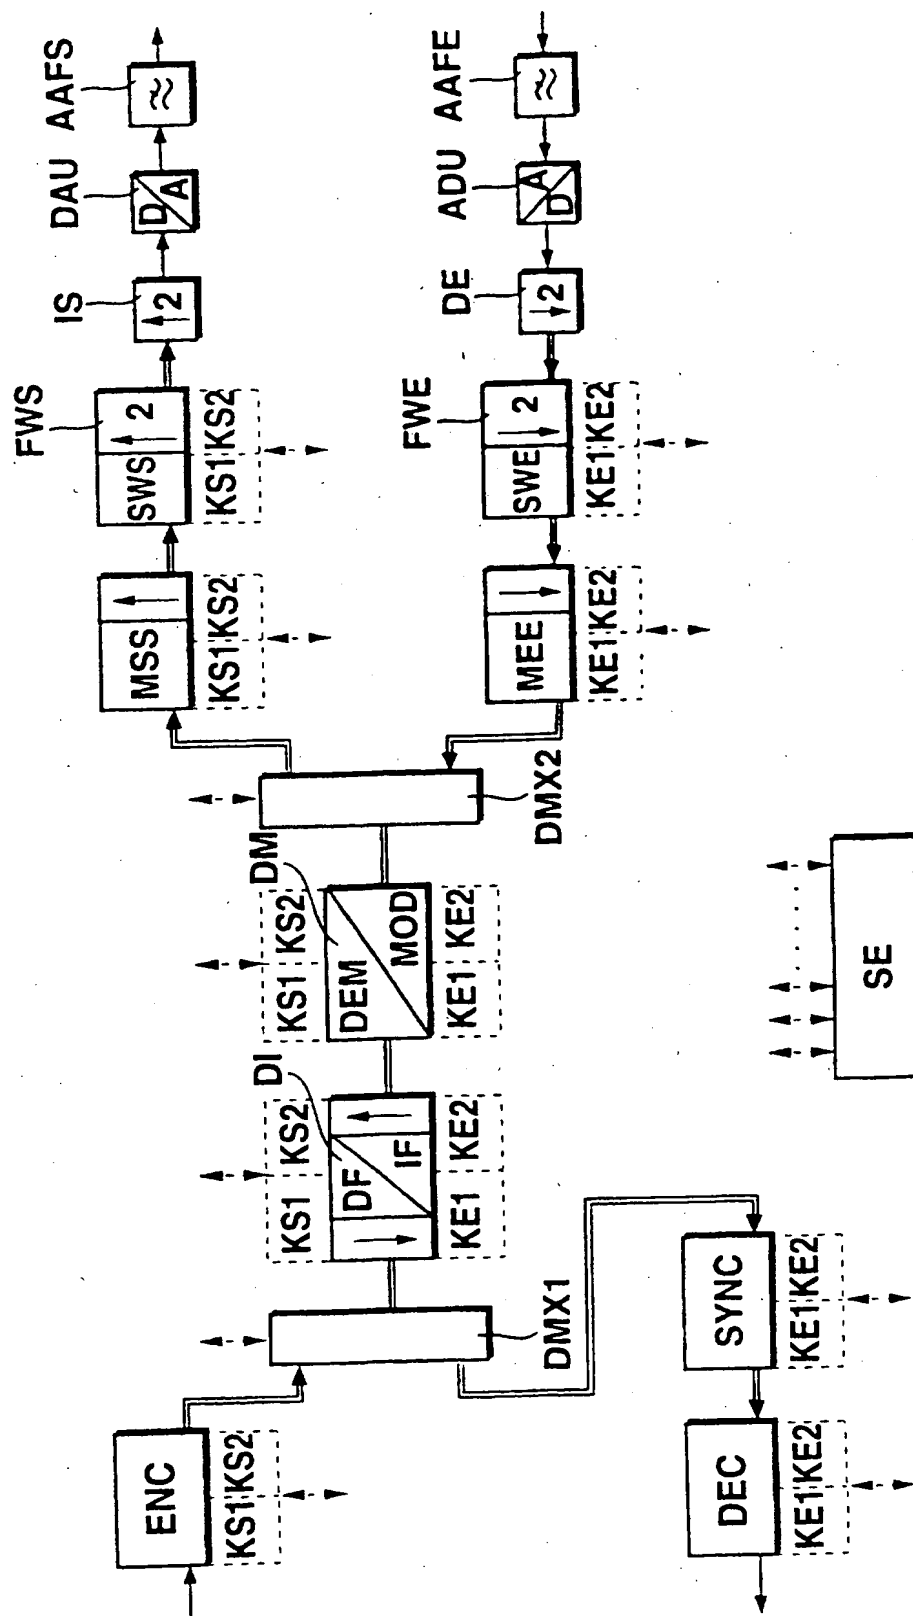 AAFS
DAU
D
A
IS
2
FWS
SWS
2
KS1
KS2
MSS
KS1
KS2
AAFE
ADU
A
D
DE
2
FWE
SWE
2
KE1
KE2
MEE
KE1
KE2
DMX2
DM
KS1
KS2
DEM
MOD
KE1
KE2
DI
KS1
KS2
DF
IF
KE1
KE2
DMX1
ENC
KS1
KS2
SYNC
KE1
KE2
DEC
KE1
KE2
SE